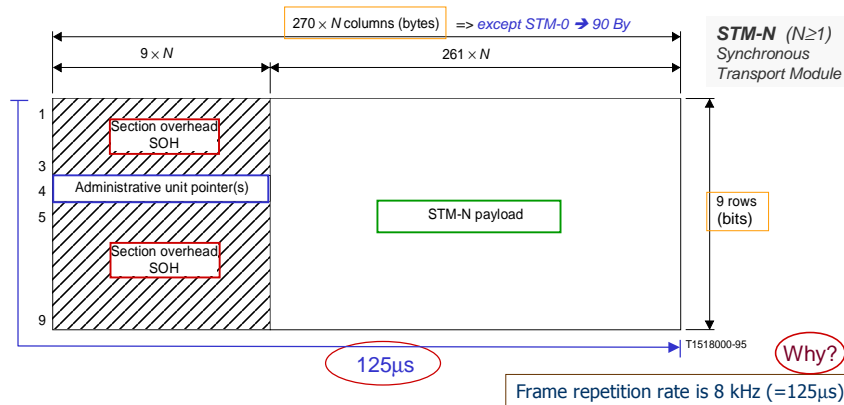 270 × N columns (bytes) => except STM-0 ➔ 90 By
STM-N (N≥1)
Synchronous
Transport Module
9 × N
261 × N
1
Section overhead
SOH
3
4
Administrative unit pointer(s)
5
STM-N payload
9 rows
(bits)
Section overhead
SOH
9
T1518000-95
125µs
Why?
Frame repetition rate is 8 kHz (=125µs)